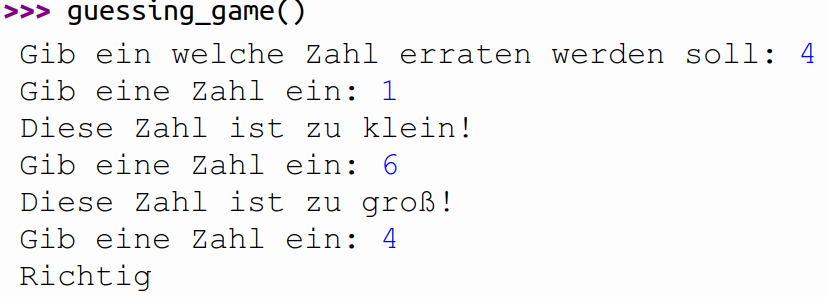 >>> guessing_game()
Gib ein welche Zahl erraten werden soll: 4
Gib eine Zahl ein: 1
Diese Zahl ist zu klein!
Gib eine Zahl ein: 6
Diese Zahl ist zu groß!
Gib eine Zahl ein: 4
Richtig